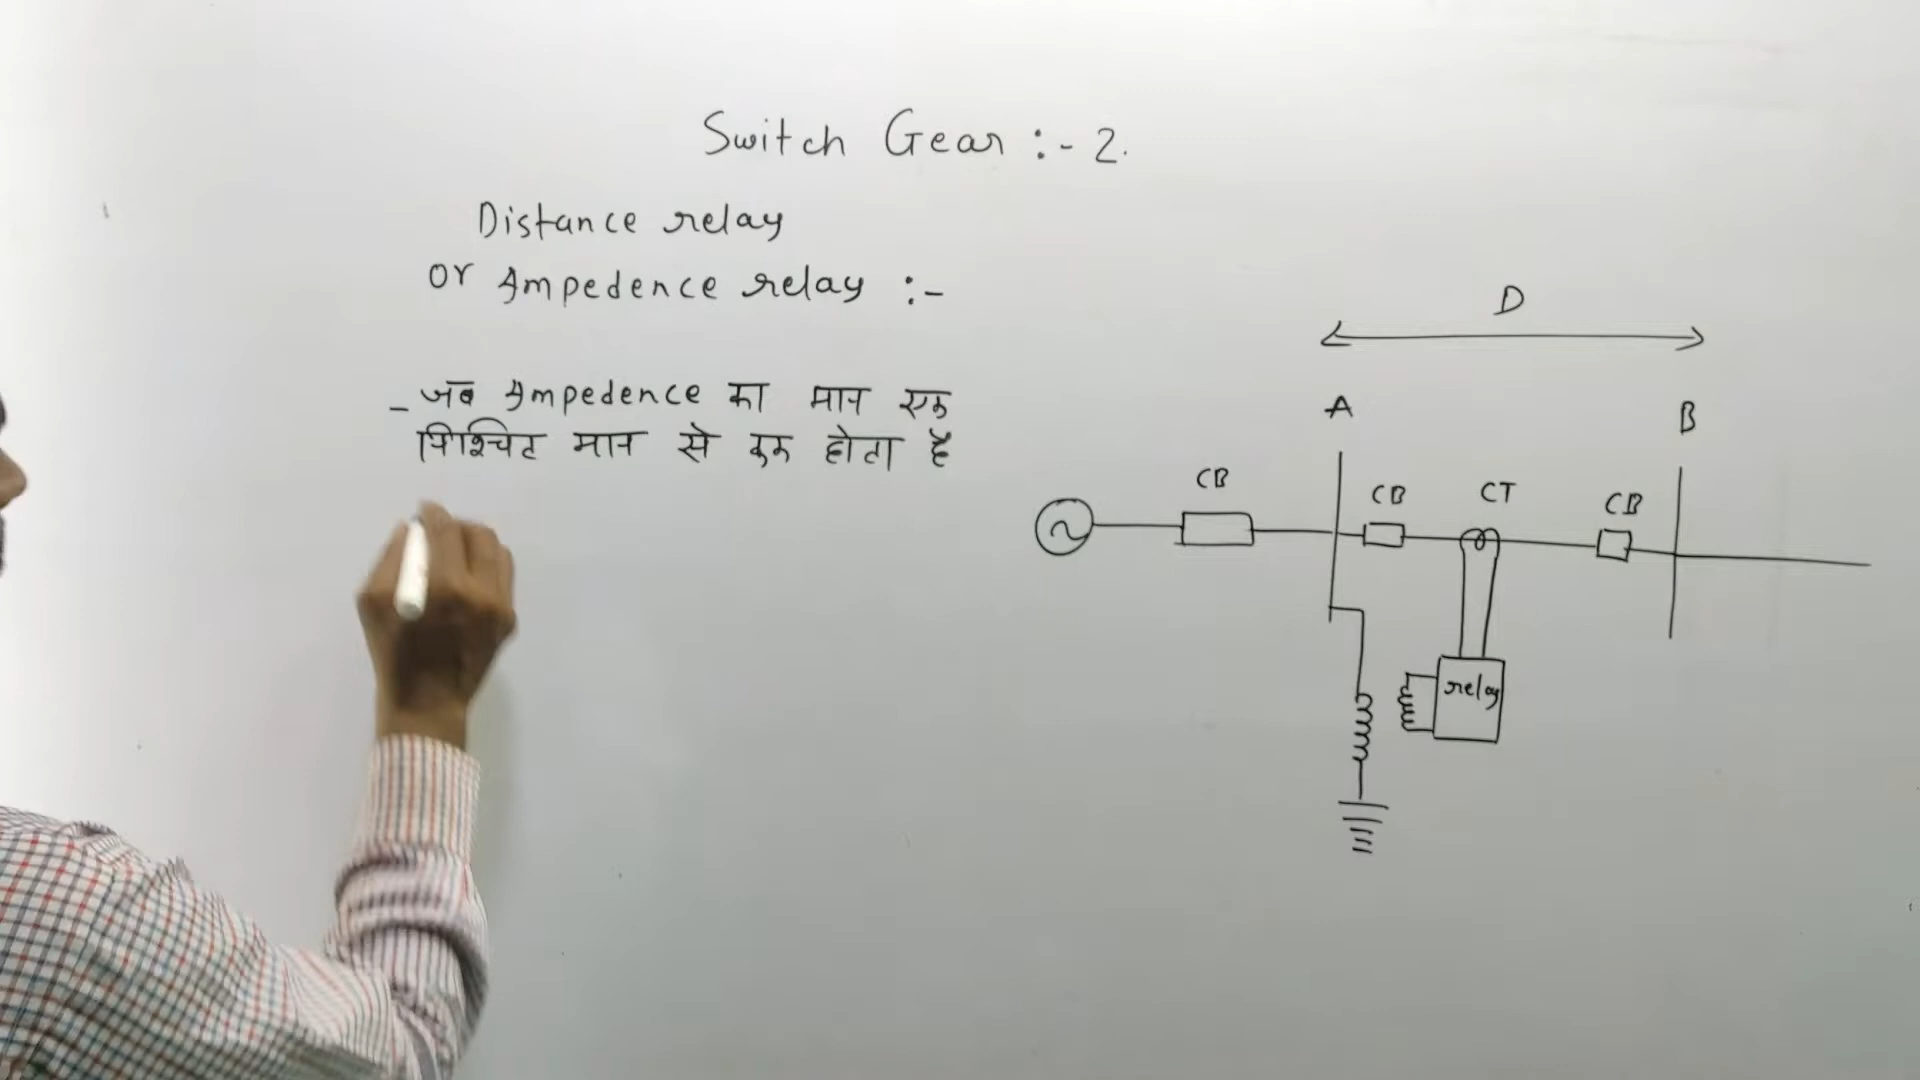 Switch Gear :- 2.
Distance relay
or Impedence relay :-
- जब Impedence का मान एक
निश्चित मान से कम होता है
D
A
B
CB
CB
CT
CB
relay